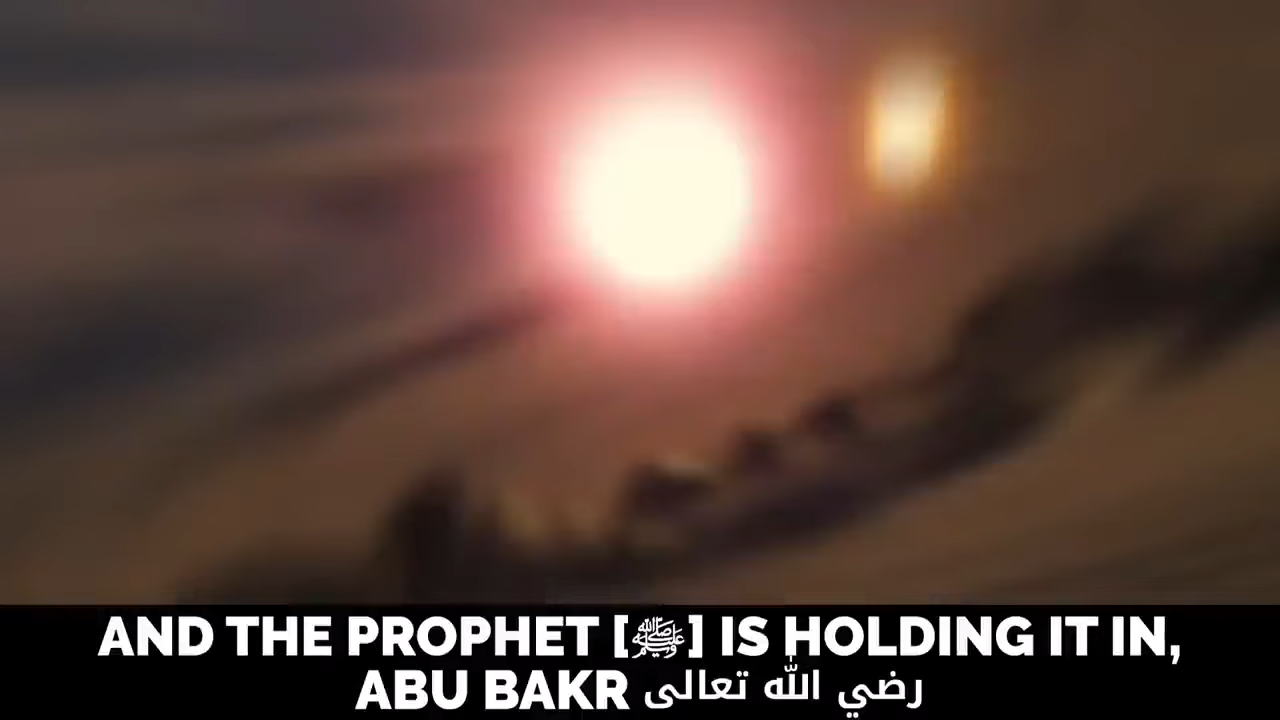 AND THE PROPHET [ﷺ] IS HOLDING IT IN,
ABU BAKR رضي الله تعالى